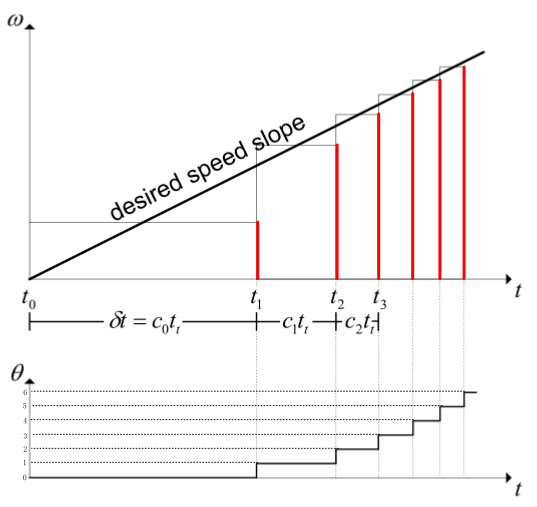 ω
desired speed slope
t₀ t₁ t₂ t₃ t
δt = c₀tₜ c₁tₜ c₂tₜ
θ
6
5
4
3
2
1
0
t